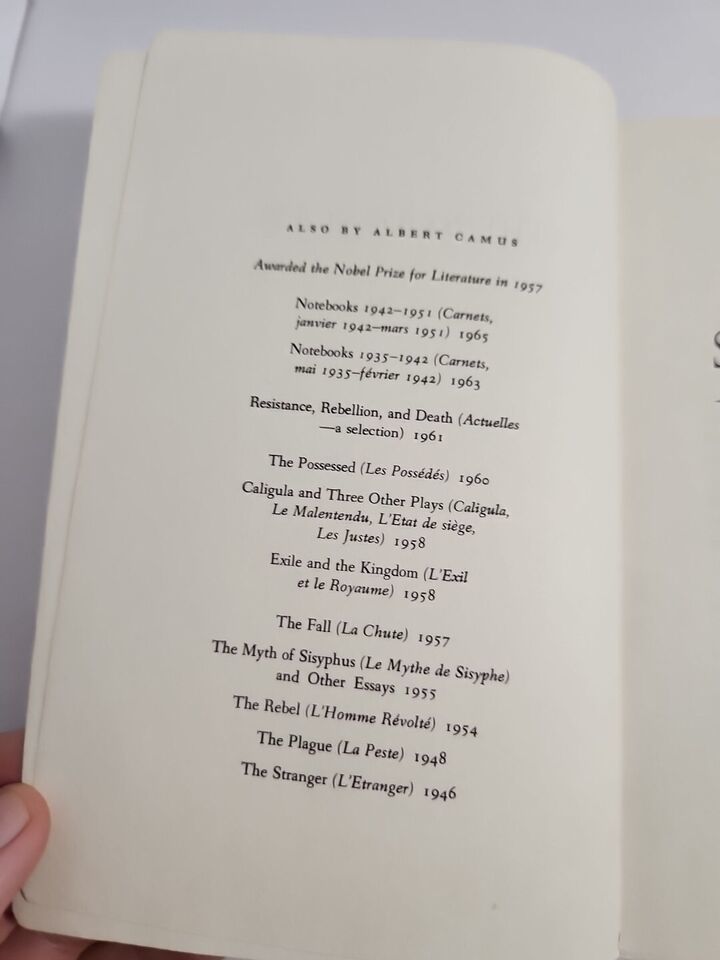 ALSO BY ALBERT CAMUS
Awarded the Nobel Prize for Literature in 1957
Notebooks 1942–1951 (Carnets,
janvier 1942–mars 1951) 1965
Notebooks 1935–1942 (Carnets,
mai 1935–février 1942) 1963
Resistance, Rebellion, and Death (Actuelles
—a selection) 1961
The Possessed (Les Possédés) 1960
Caligula and Three Other Plays (Caligula,
Le Malentendu, L'Etat de siège,
Les Justes) 1958
Exile and the Kingdom (L'Exil
et le Royaume) 1958
The Fall (La Chute) 1957
The Myth of Sisyphus (Le Mythe de Sisyphe)
and Other Essays 1955
The Rebel (L'Homme Révolté) 1954
The Plague (La Peste) 1948
The Stranger (L'Etranger) 1946